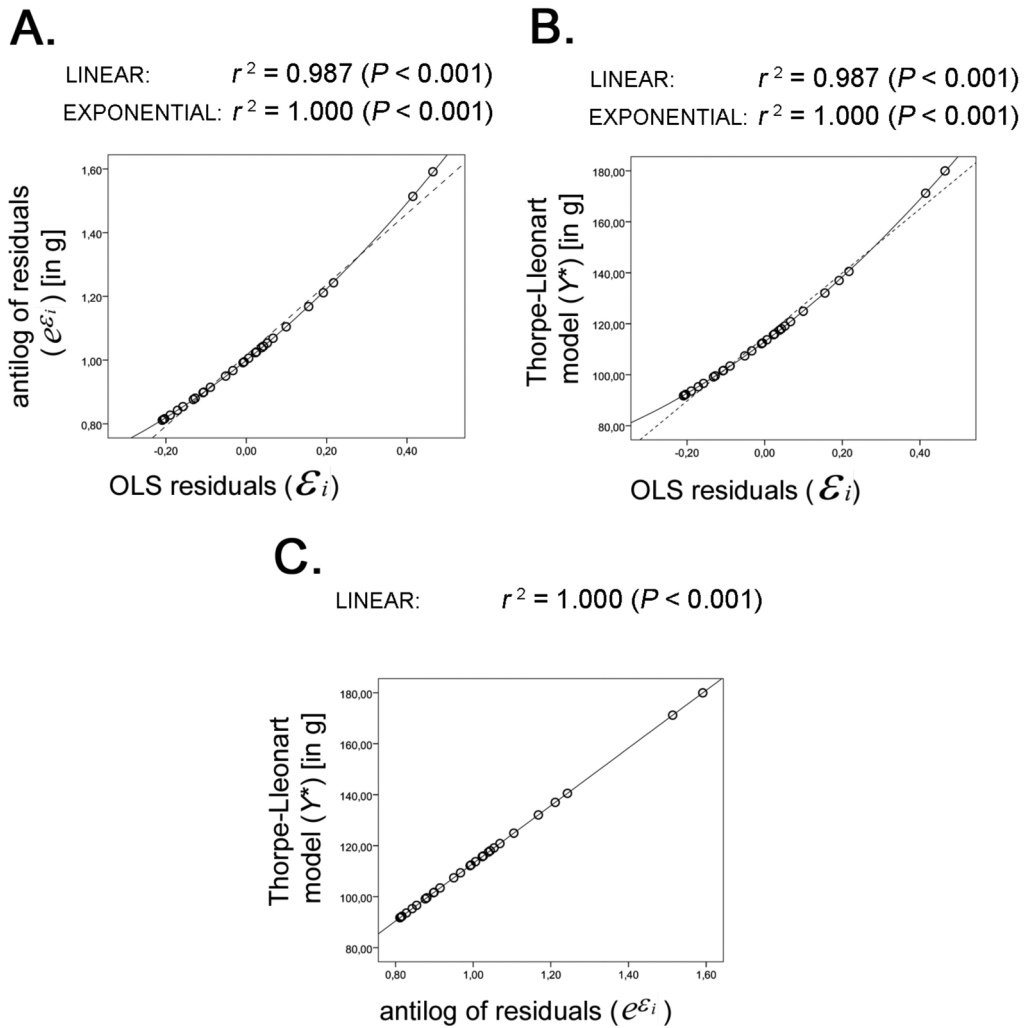 A.
LINEAR: r² = 0.987 (P < 0.001)
EXPONENTIAL: r² = 1.000 (P < 0.001)
antilog of residuals
(e^εi) [in g]
1,60
1,40
1,20
1,00
0,80
-0,20 0,00 0,20 0,40
OLS residuals (εi)
B.
LINEAR: r² = 0.987 (P < 0.001)
EXPONENTIAL: r² = 1.000 (P < 0.001)
Thorpe-Lleonart
model (Y*) [in g]
180,00
160,00
140,00
120,00
100,00
80,00
-0,20 0,00 0,20 0,40
OLS residuals (εi)
C.
LINEAR: r² = 1.000 (P < 0.001)
Thorpe-Lleonart
model (Y*) [in g]
180,00
160,00
140,00
120,00
100,00
80,00
0,80 1,00 1,20 1,40 1,60
antilog of residuals (e^εi)